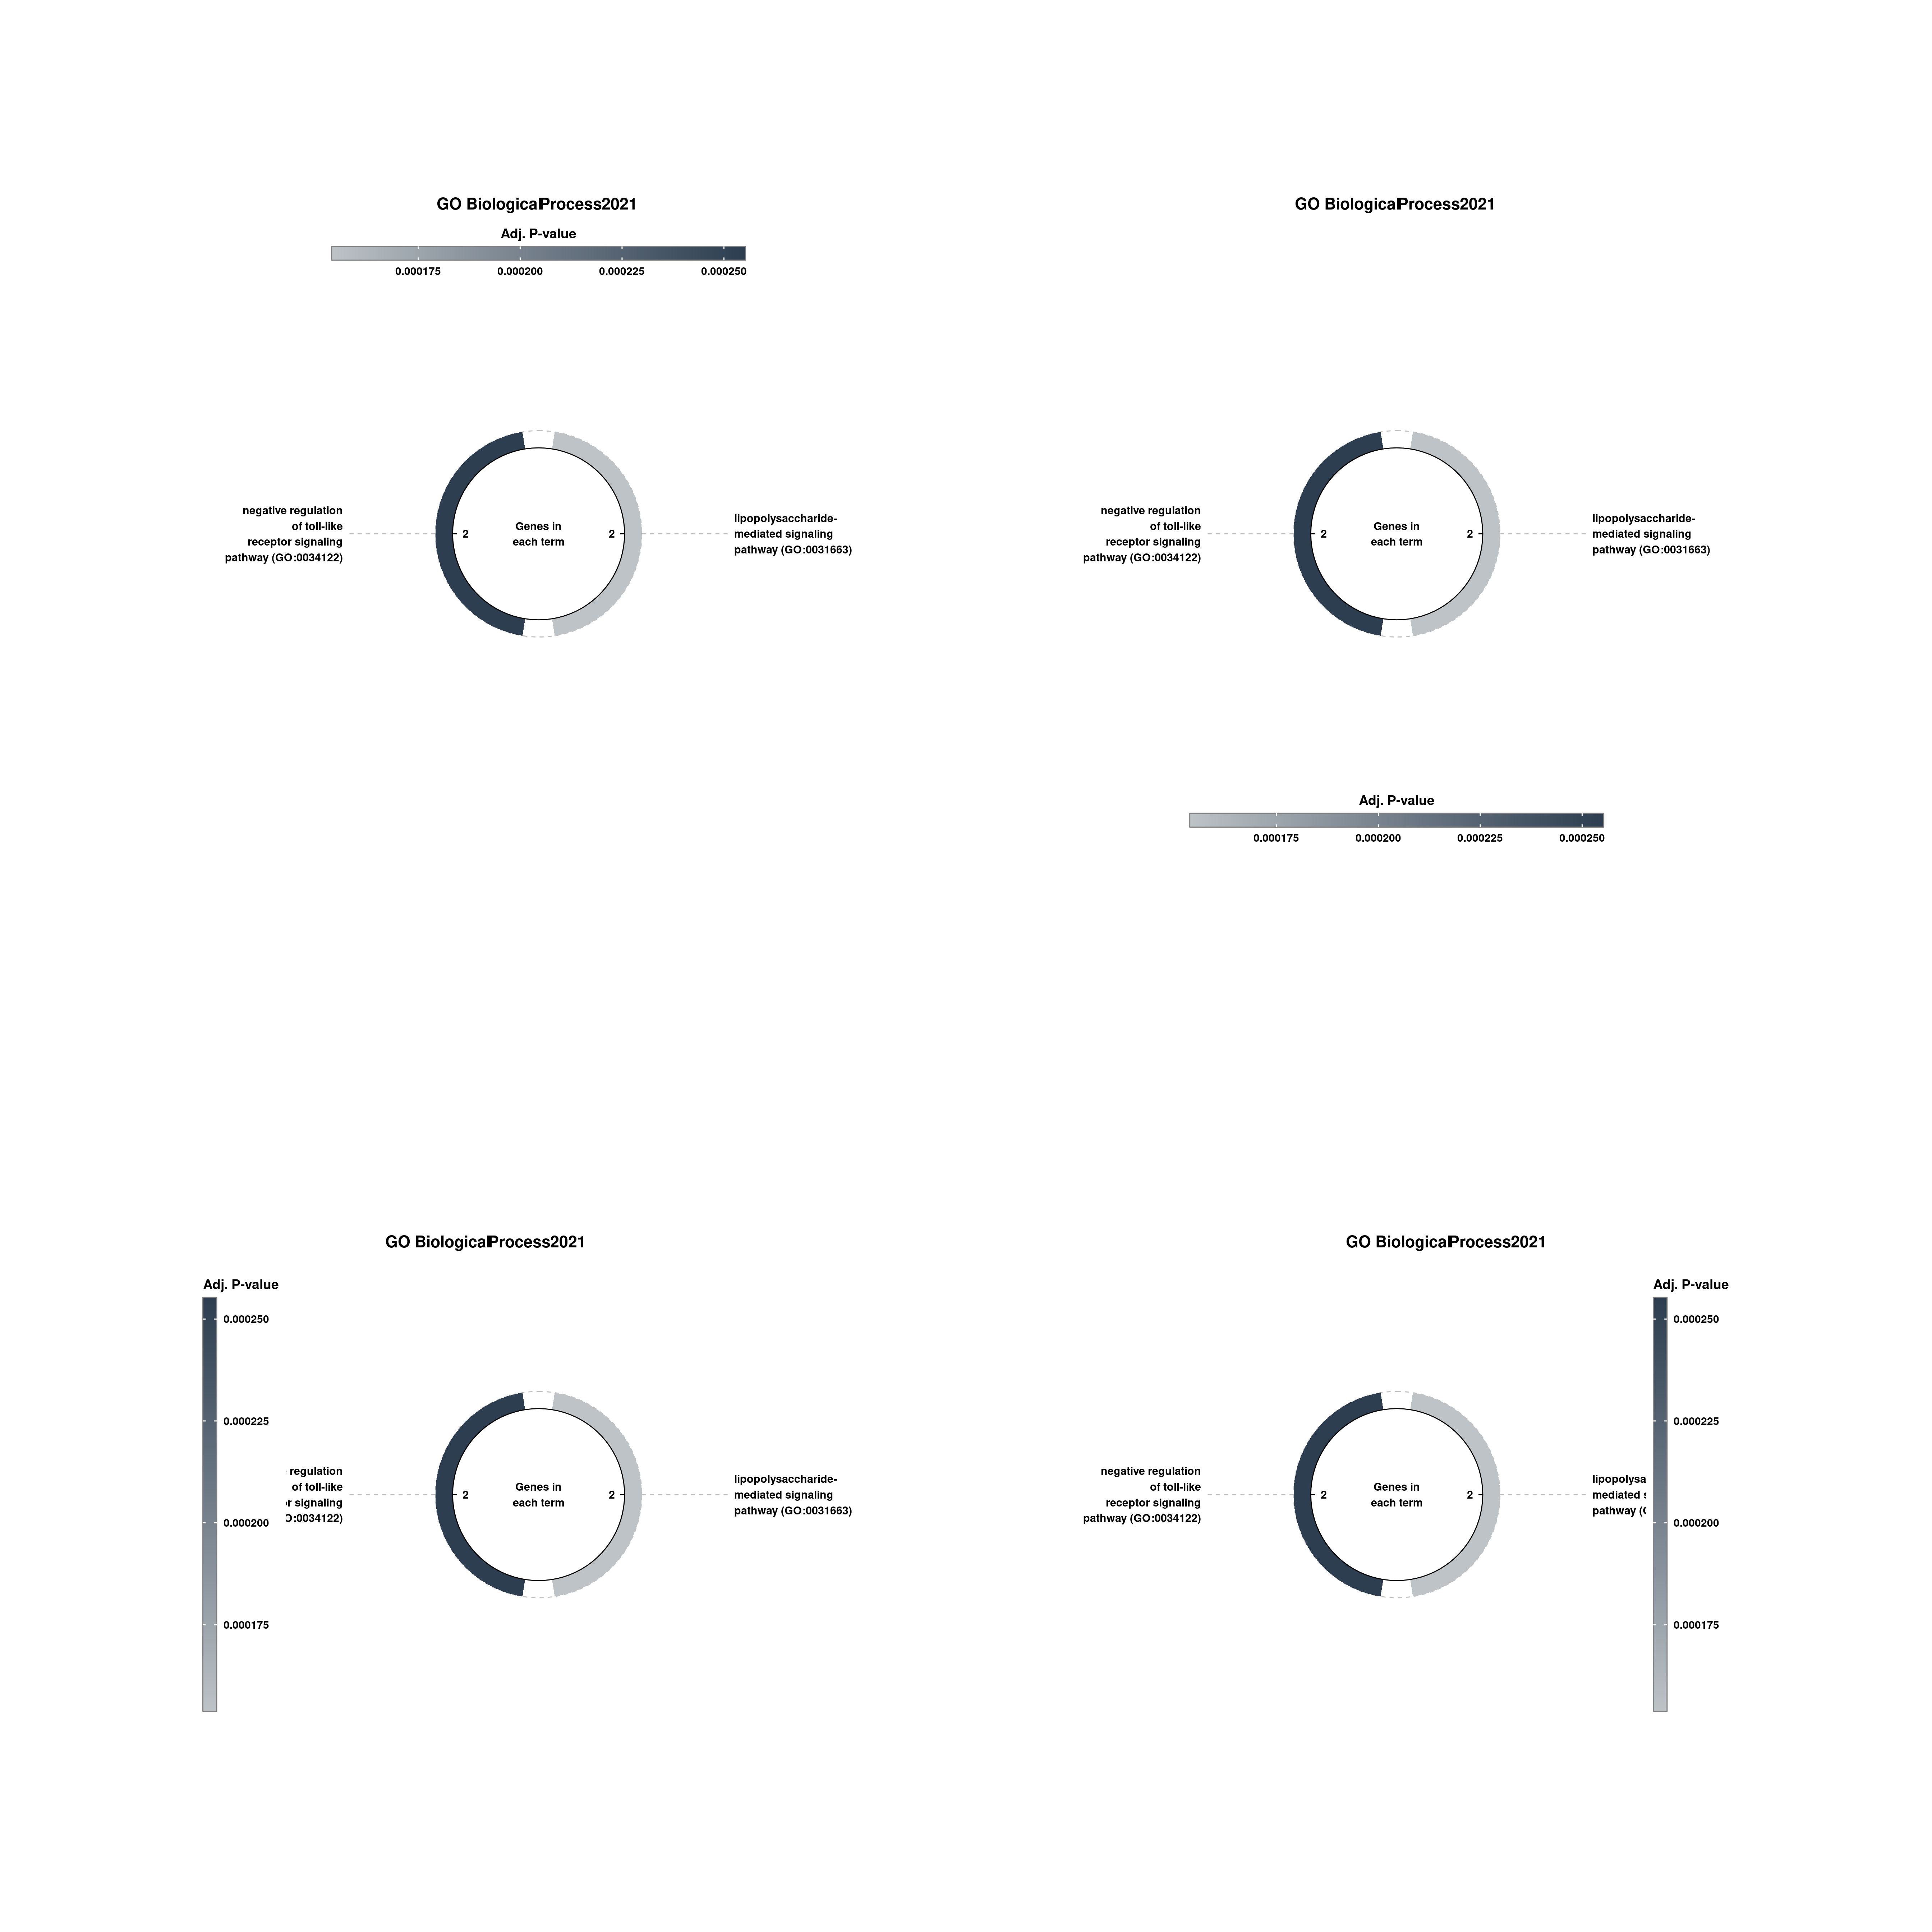 GO BiologicalProcess2021
Adj. P-value
0.000175 0.000200 0.000225 0.000250
negative regulation
of toll-like
receptor signaling
pathway (GO:0034122)
2
Genes in
each term
2
lipopolysaccharide-
mediated signaling
pathway (GO:0031663)
GO BiologicalProcess2021
negative regulation
of toll-like
receptor signaling
pathway (GO:0034122)
2
Genes in
each term
2
lipopolysaccharide-
mediated signaling
pathway (GO:0031663)
Adj. P-value
0.000175 0.000200 0.000225 0.000250
GO BiologicalProcess2021
Adj. P-value
0.000250
0.000225
0.000200
0.000175
regulation
of toll-like
r signaling
O:0034122)
2
Genes in
each term
2
lipopolysaccharide-
mediated signaling
pathway (GO:0031663)
GO BiologicalProcess2021
negative regulation
of toll-like
receptor signaling
pathway (GO:0034122)
2
Genes in
each term
2
lipopolysa
mediated s
pathway (
Adj. P-value
0.000250
0.000225
0.000200
0.000175